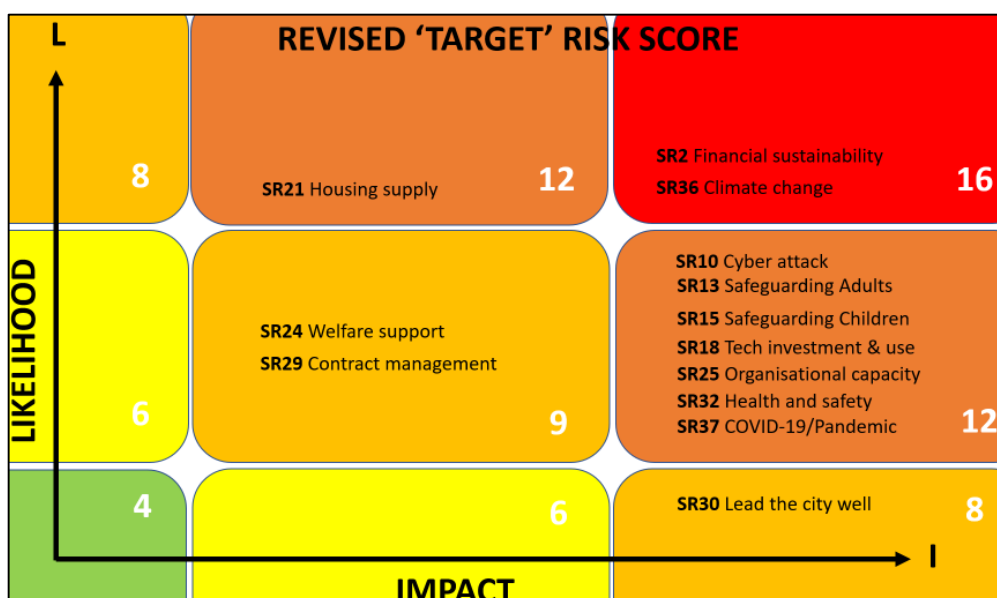 L
REVISED ‘TARGET’ RISK SCORE
8
SR21 Housing supply
12
SR2 Financial sustainability
SR36 Climate change
16
LIKELIHOOD
6
SR24 Welfare support
SR29 Contract management
9
SR10 Cyber attack
SR13 Safeguarding Adults
SR15 Safeguarding Children
SR18 Tech investment & use
SR25 Organisational capacity
SR32 Health and safety
SR37 COVID-19/Pandemic
12
4
6
SR30 Lead the city well
8
I
IMPACT